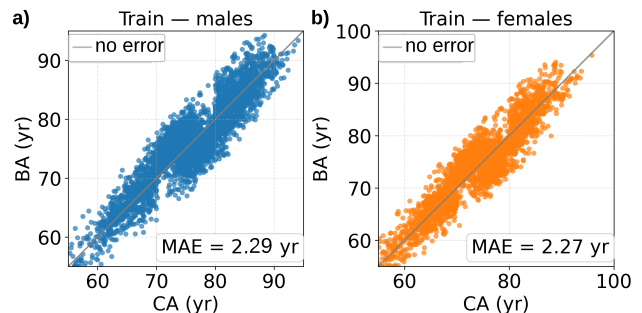 a)
Train — males
no error
BA (yr)
90
80
70
60
MAE = 2.29 yr
60 70 80 90
CA (yr)
b)
Train — females
no error
BA (yr)
100
90
80
70
60
MAE = 2.27 yr
60 80 100
CA (yr)